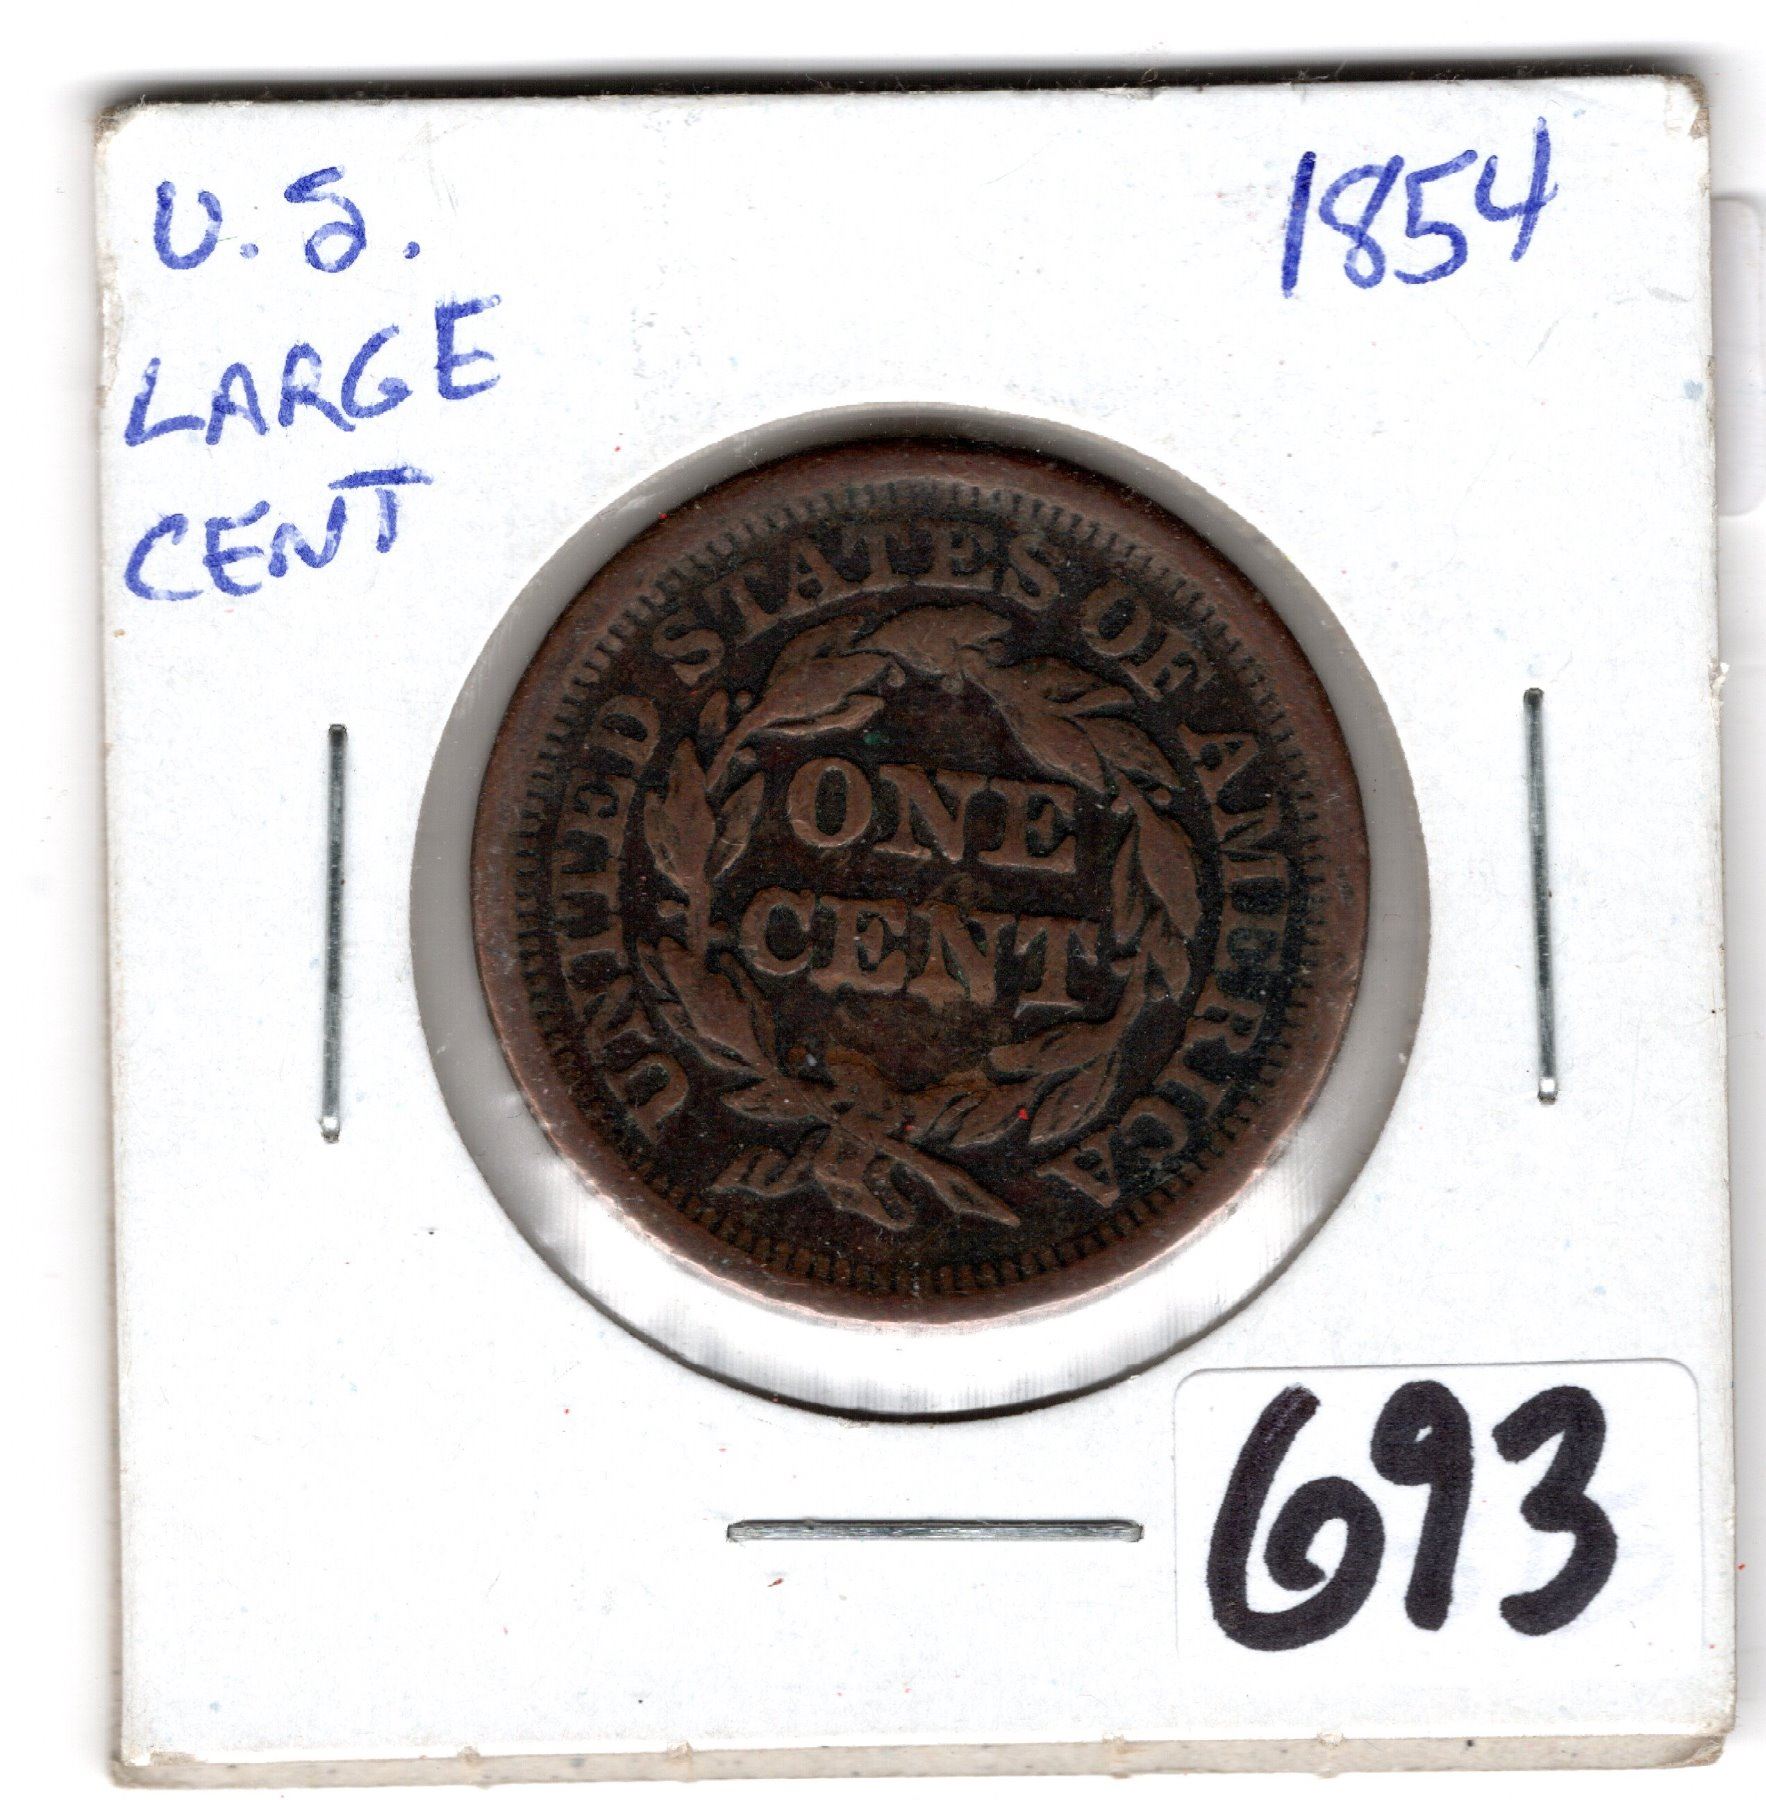 U.S.
LARGE
CENT
1854
UNITED STATES OF AMERICA
ONE
CENT
693